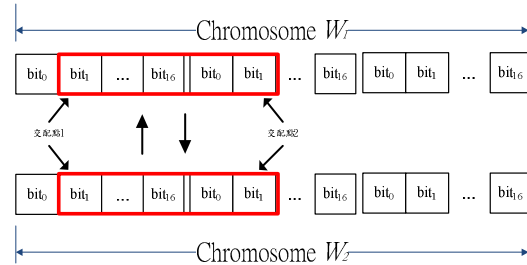 Chromosome W₁
bit₀ bit₁ ... bit₁₆ bit₀ bit₁ ... bit₁₆ bit₀ bit₁ ... bit₁₆
交配點1 交配點2
bit₀ bit₁ ... bit₁₆ bit₀ bit₁ ... bit₁₆ bit₀ bit₁ ... bit₁₆
Chromosome W₂